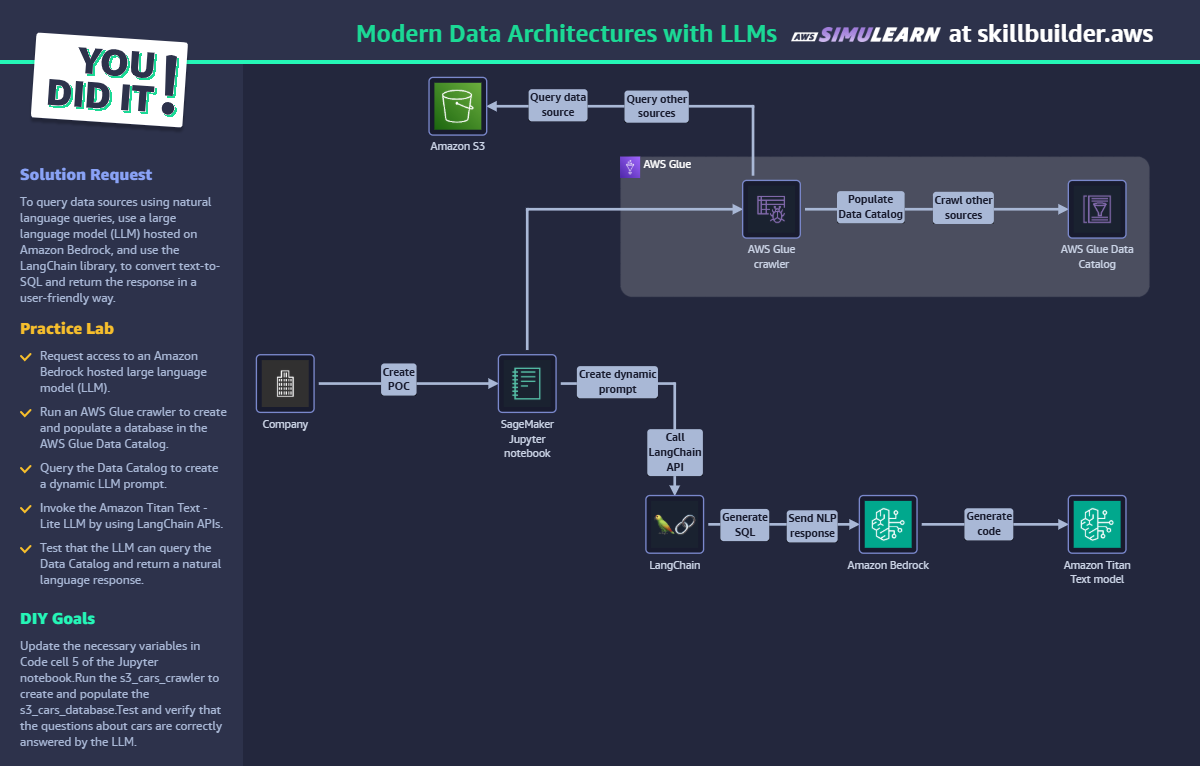 Modern Data Architectures with LLMs AWS SIMULEARN at skillbuilder.aws
YOU
DID IT!
Solution Request
To query data sources using natural
language queries, use a large
language model (LLM) hosted on
Amazon Bedrock, and use the
LangChain library, to convert text-to-
SQL and return the response in a
user-friendly way.
Practice Lab
Request access to an Amazon
Bedrock hosted large language
model (LLM).
Run an AWS Glue crawler to create
and populate a database in the
AWS Glue Data Catalog.
Query the Data Catalog to create
a dynamic LLM prompt.
Invoke the Amazon Titan Text -
Lite LLM by using LangChain APIs.
Test that the LLM can query the
Data Catalog and return a natural
language response.
DIY Goals
Update the necessary variables in
Code cell 5 of the Jupyter
notebook.Run the s3_cars_crawler to
create and populate the
s3_cars_database.Test and verify that
the questions about cars are correctly
answered by the LLM.
Amazon S3
Query data
source
Query other
sources
AWS Glue
AWS Glue
crawler
Populate
Data Catalog
Crawl other
sources
AWS Glue Data
Catalog
Company
Create
POC
SageMaker
Jupyter
notebook
Create dynamic
prompt
Call
LangChain
API
LangChain
Generate
SQL
Send NLP
response
Amazon Bedrock
Generate
code
Amazon Titan
Text model